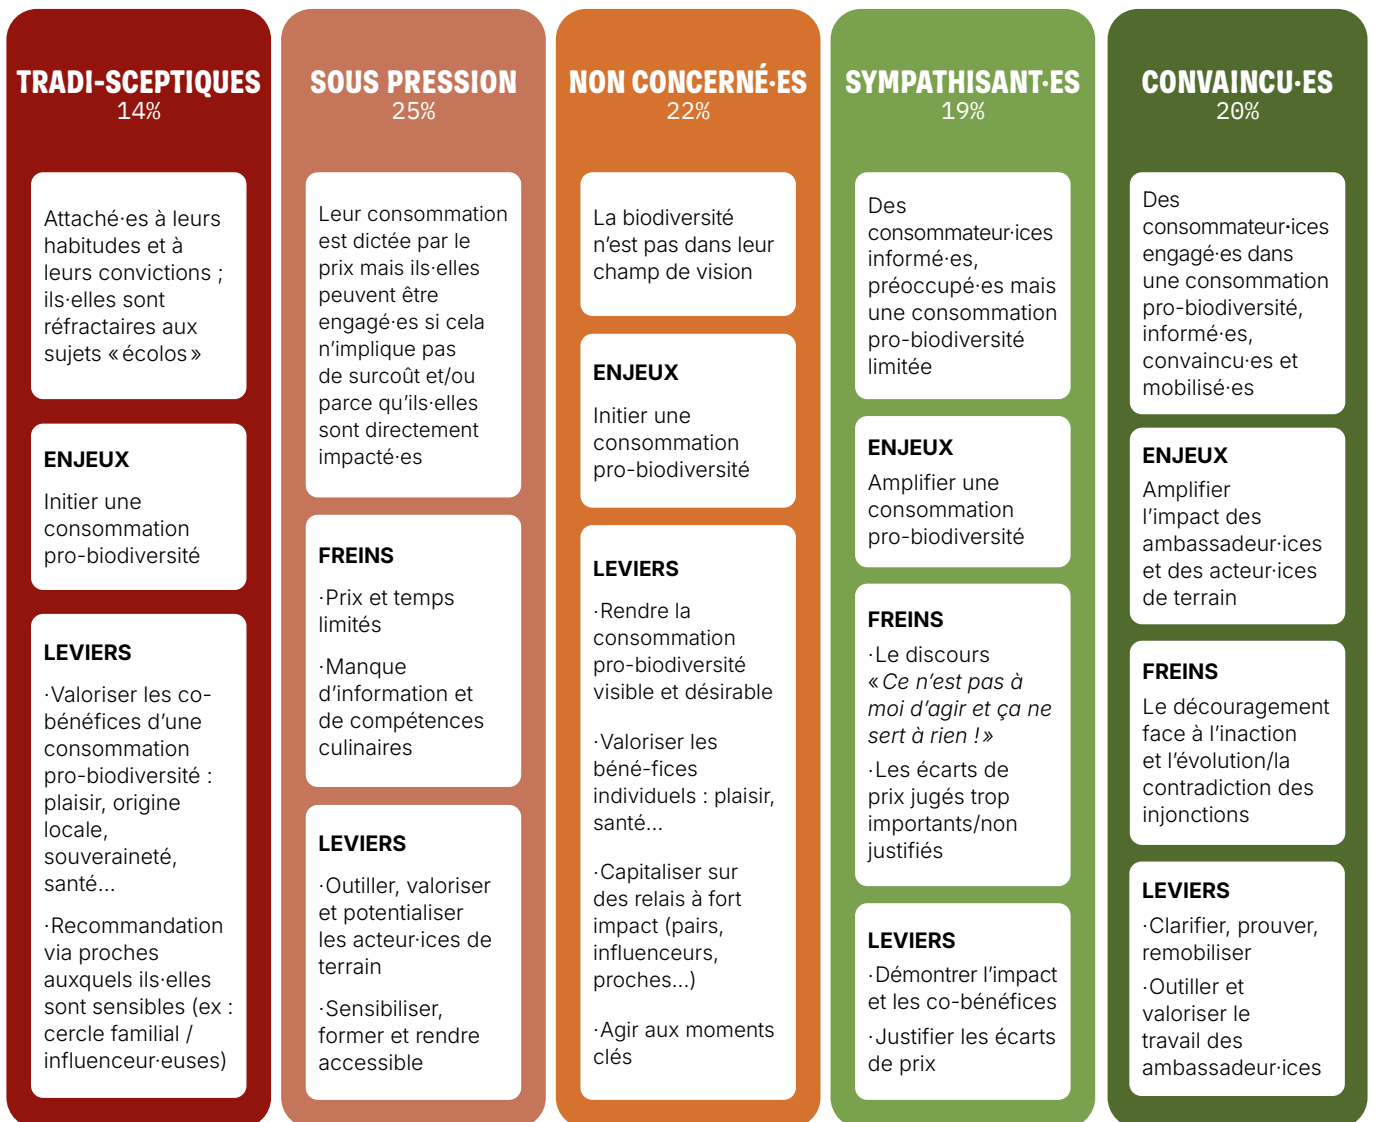 TRADI-SCEPTIQUES
14%
Attaché·es à leurs
habitudes et à
leurs convictions ;
ils·elles sont
réfractaires aux
sujets « écolos »
ENJEUX
Initier une
consommation
pro-biodiversité
LEVIERS
·Valoriser les co-
bénéfices d’une
consommation
pro-biodiversité :
plaisir, origine
locale,
souveraineté,
santé...
·Recommandation
via proches
auxquels ils·elles
sont sensibles (ex :
cercle familial /
influenceur·euses)
SOUS PRESSION
25%
Leur consommation
est dictée par le
prix mais ils·elles
peuvent être
engagé·es si cela
n’implique pas
de surcoût et/ou
parce qu’ils·elles
sont directement
impacté·es
FREINS
·Prix et temps
limités
·Manque
d’information et
de compétences
culinaires
LEVIERS
·Outiller, valoriser
et potentialiser
les acteur·ices de
terrain
·Sensibiliser,
former et rendre
accessible
NON CONCERNÉ·ES
22%
La biodiversité
n’est pas dans leur
champ de vision
ENJEUX
Initier une
consommation
pro-biodiversité
LEVIERS
·Rendre la
consommation
pro-biodiversité
visible et désirable
·Valoriser les
béné-fices
individuels : plaisir,
santé...
·Capitaliser sur
des relais à fort
impact (pairs,
influenceurs,
proches...)
·Agir aux moments
clés
SYMPATHISANT·ES
19%
Des
consommateur·ices
informé·es,
préoccupé·es mais
une consommation
pro-biodiversité
limitée
ENJEUX
Amplifier une
consommation
pro-biodiversité
FREINS
·Le discours
« Ce n’est pas à
moi d’agir et ça ne
sert à rien ! »
·Les écarts de
prix jugés trop
importants/non
justifiés
LEVIERS
·Démontrer l’impact
et les co-bénéfices
·Justifier les écarts
de prix
CONVAINCU·ES
20%
Des
consommateur·ices
engagé·es dans
une consommation
pro-biodiversité,
informé·es,
convaincu·es et
mobilisé·es
ENJEUX
Amplifier
l’impact des
ambassadeur·ices
et des acteur·ices
de terrain
FREINS
Le découragement
face à l’inaction
et l’évolution/la
contradiction des
injonctions
LEVIERS
·Clarifier, prouver,
remobiliser
·Outiller et
valoriser le
travail des
ambassadeur·ices